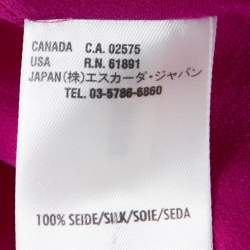 CANADA C.A. 02575
USA R.N. 61891
JAPAN(株)エスカーダ・ジャパン
TEL. 03-5786-6860
100% SEIDE/SILK/SOIE/SEDA